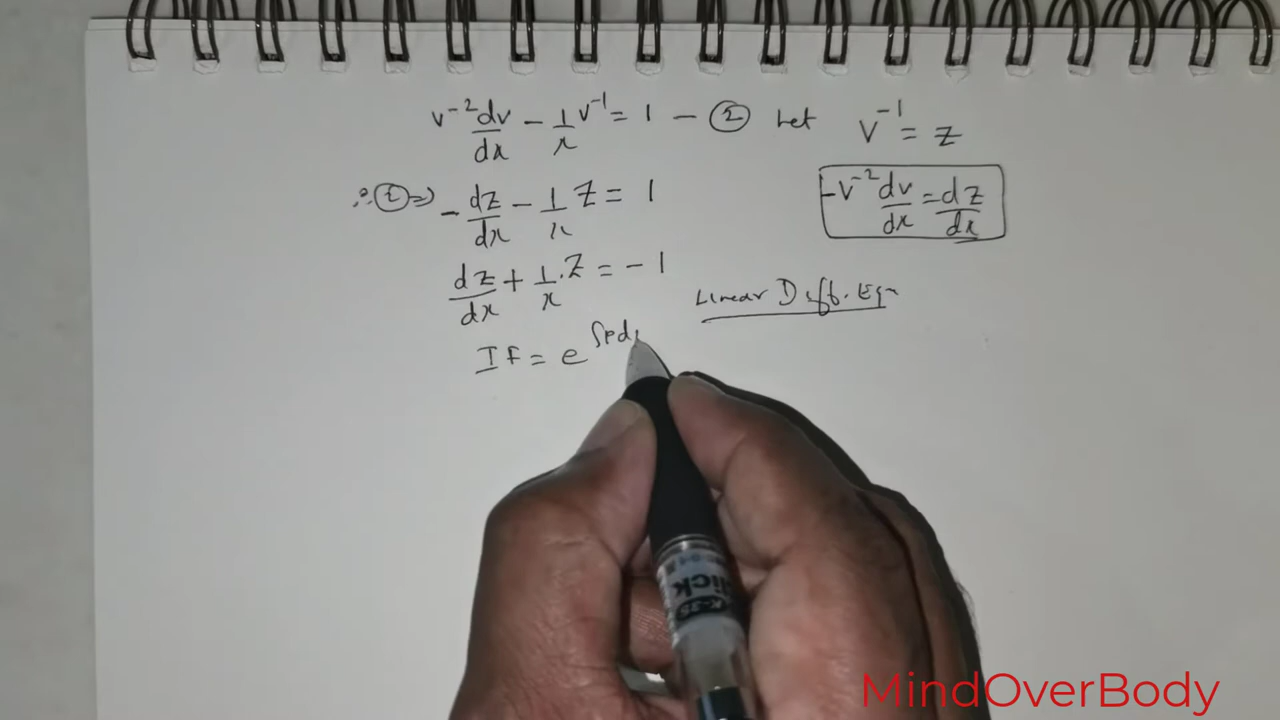 v⁻² dv/dx − 1/x v⁻¹ = 1 − ② Let v⁻¹ = z
∴ ② ⇒ − dz/dx − 1/x z = 1
−v⁻² dv/dx = dz/dx
dz/dx + 1/x . z = −1
Linear Diff. Eqn
IF = e^∫pd
click
MindOverBody